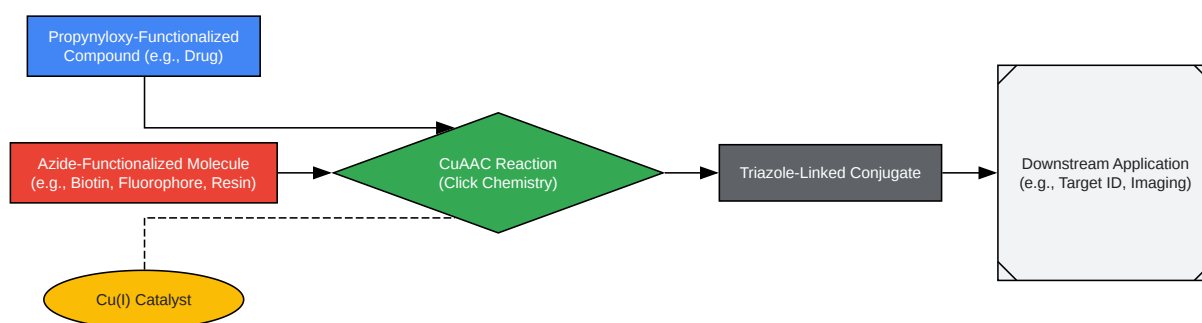 Propynyloxy-Functionalized
Compound (e.g., Drug)
Azide-Functionalized Molecule
(e.g., Biotin, Fluorophore, Resin)
CuAAC Reaction
(Click Chemistry)
Triazole-Linked Conjugate
Downstream Application
(e.g., Target ID, Imaging)
Cu(I) Catalyst